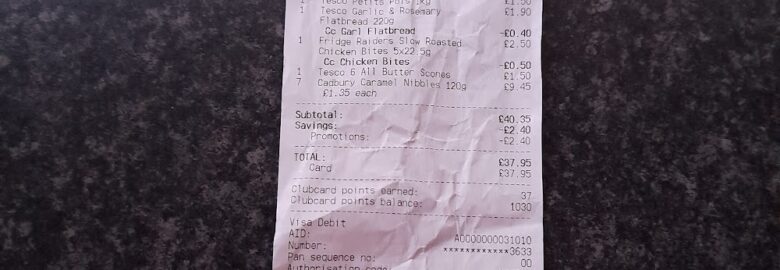 1 Tesco Petits Pois 1kg £1.50
1 Tesco Garlic & Rosemary £1.90
Flatbread 220g
Cc Garl Flatbread -£0.40
1 Fridge Raiders Slow Roasted £2.50
Chicken Bites 5x22.5g
Cc Chicken Bites -£0.50
1 Tesco 6 All Butter Scones £1.50
7 Cadbury Caramel Nibbles 120g £9.45
£1.35 each
Subtotal: £40.35
Savings: -£2.40
Promotions: -£2.40
TOTAL: £37.95
Card £37.95
Clubcard points earned: 37
Clubcard points balance: 1030
Visa Debit
AID: A0000000031010
Number: ************3633
Pan sequence no: 00
Authorisation code: